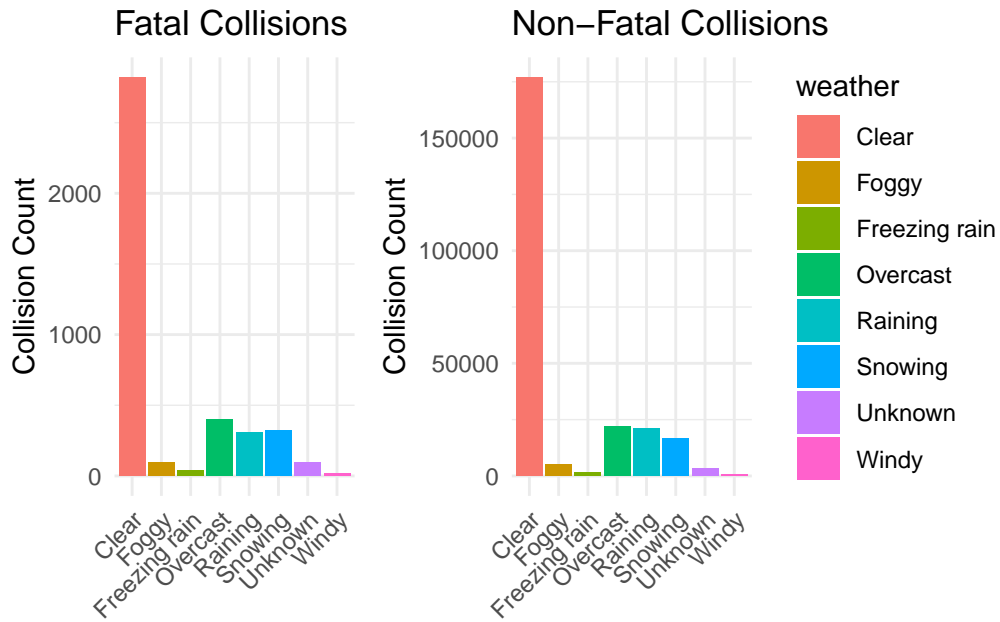 Fatal Collisions
Collision Count
2000
1000
0
Clear
Foggy
Freezing rain
Overcast
Raining
Snowing
Unknown
Windy
Non−Fatal Collisions
Collision Count
150000
100000
50000
0
Clear
Foggy
Freezing rain
Overcast
Raining
Snowing
Unknown
Windy
weather
Clear
Foggy
Freezing rain
Overcast
Raining
Snowing
Unknown
Windy